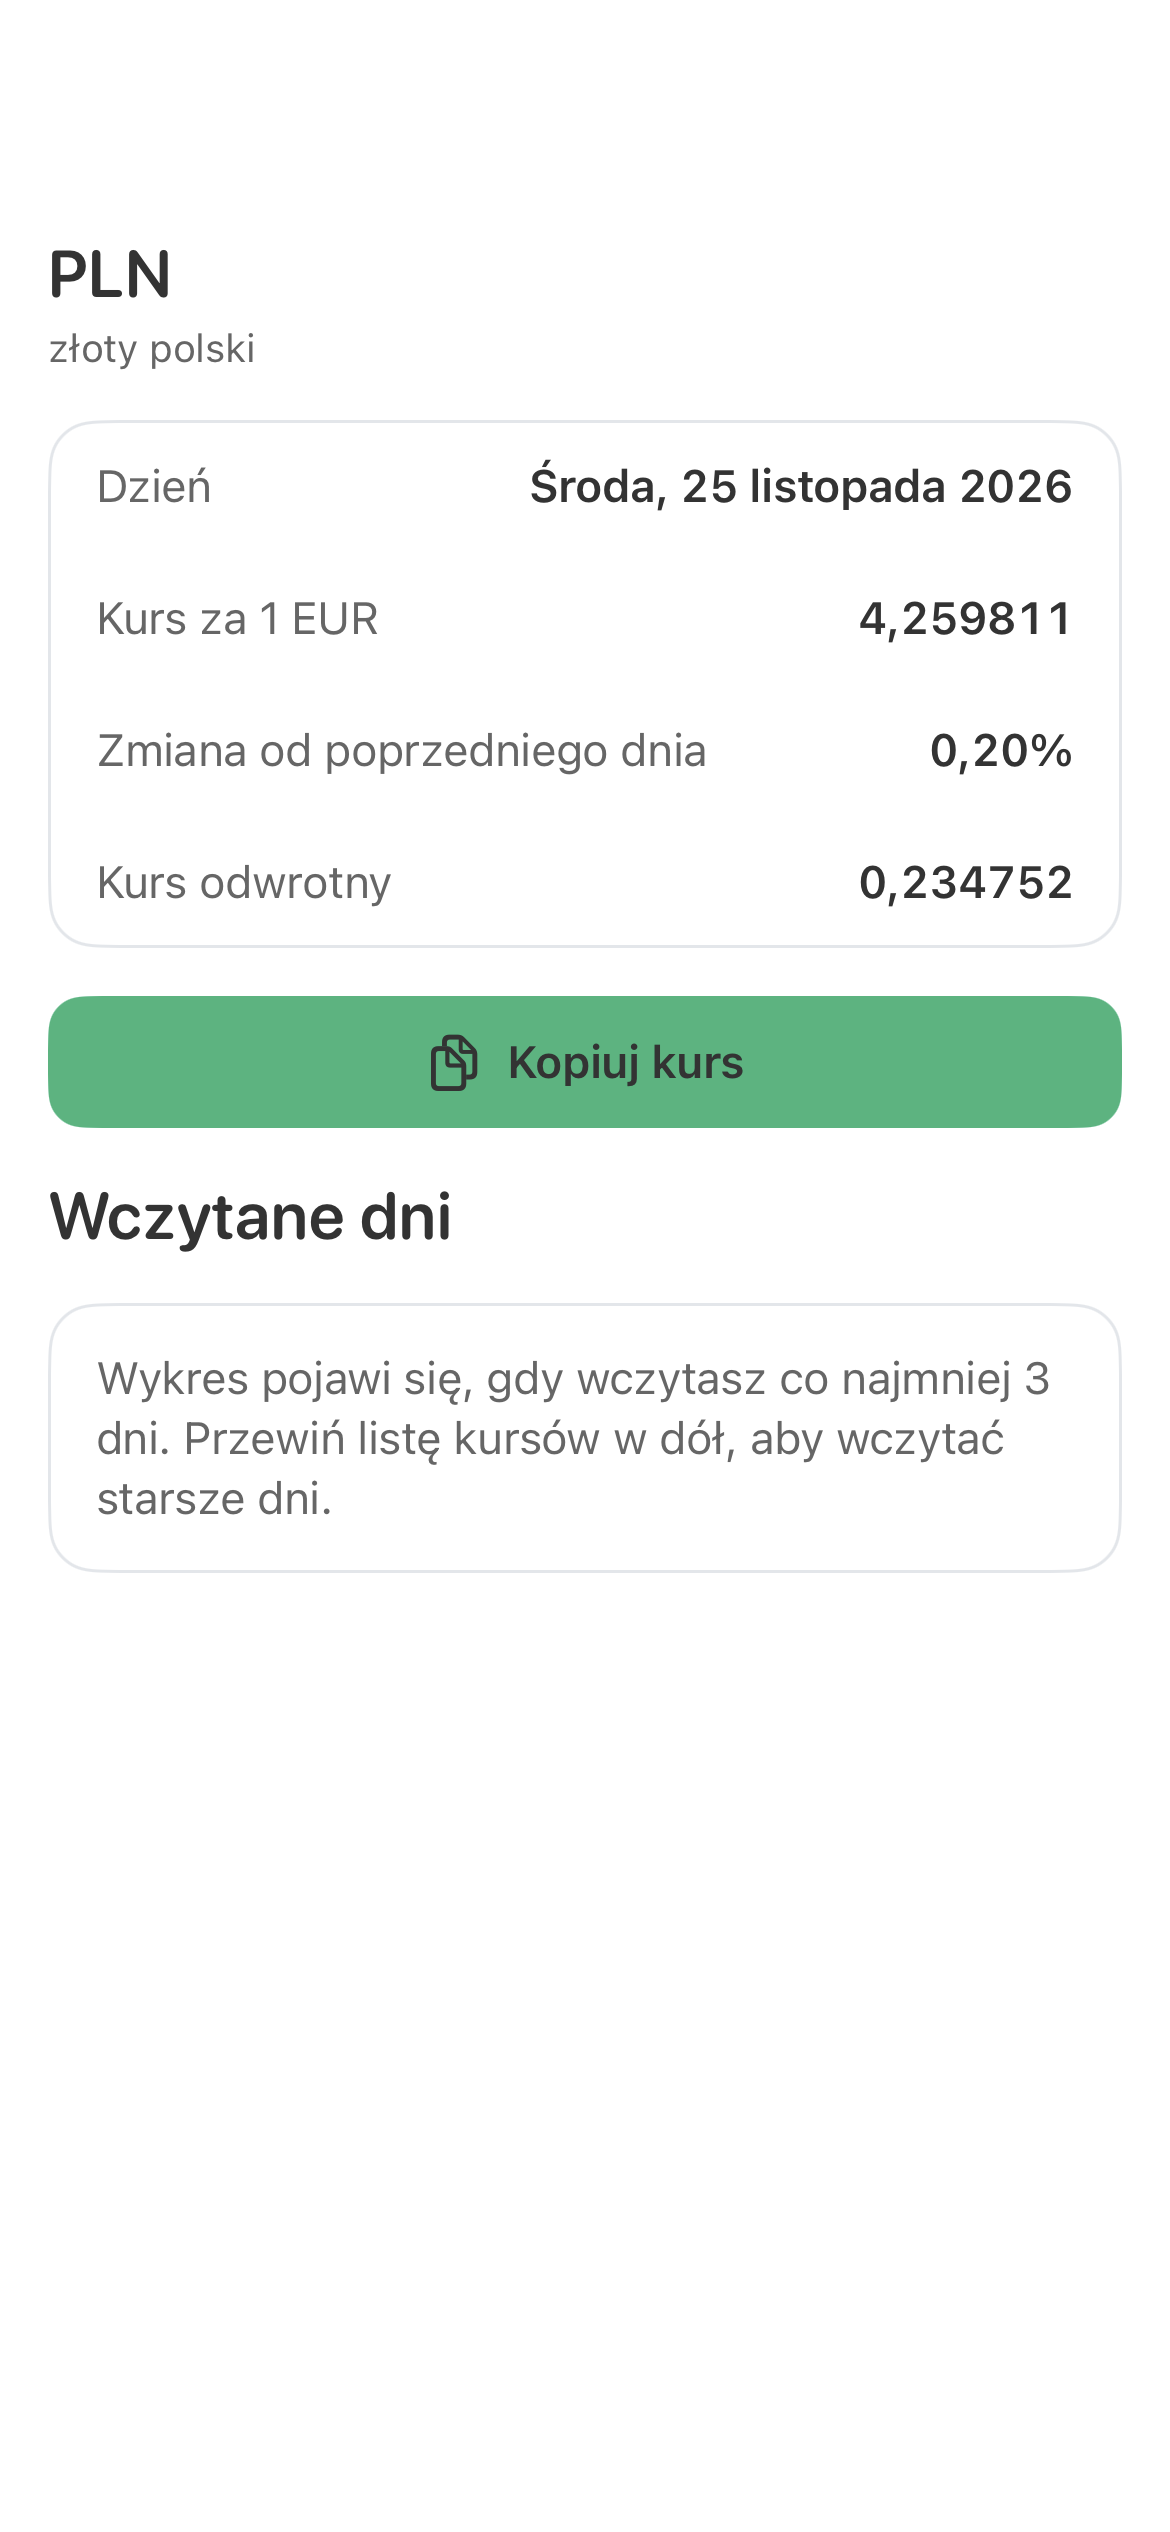 PLN
złoty polski
Dzień Środa, 25 listopada 2026
Kurs za 1 EUR 4,259811
Zmiana od poprzedniego dnia 0,20%
Kurs odwrotny 0,234752
Kopiuj kurs
Wczytane dni
Wykres pojawi się, gdy wczytasz co najmniej 3
dni. Przewiń listę kursów w dół, aby wczytać
starsze dni.